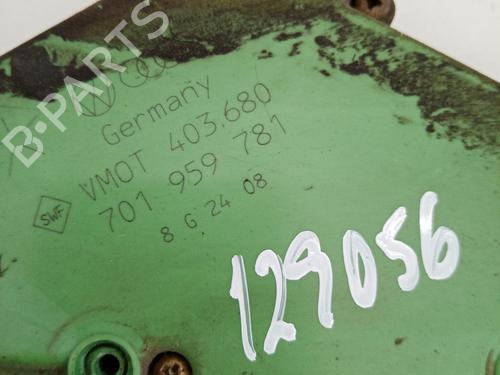 B-PARTS
Germany
VMOT 403.680
701 959 781
SWF
8 G 24 08
129056